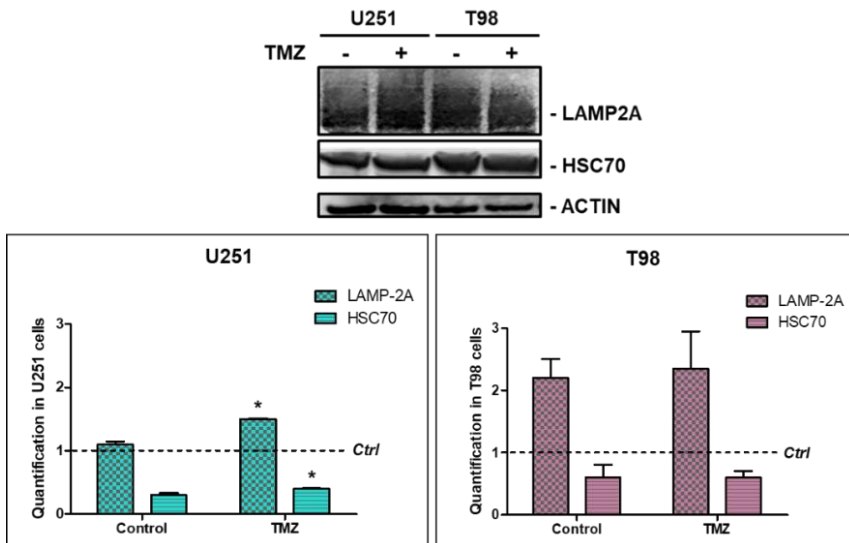 U251 T98
TMZ - + - +
- LAMP2A
- HSC70
- ACTIN
U251
LAMP-2A
HSC70
Quantification in U251 cells
3
2
1
0
*
*
Ctrl
Control TMZ
T98
LAMP-2A
HSC70
Quantification in T98 cells
3
2
1
0
Ctrl
Control TMZ